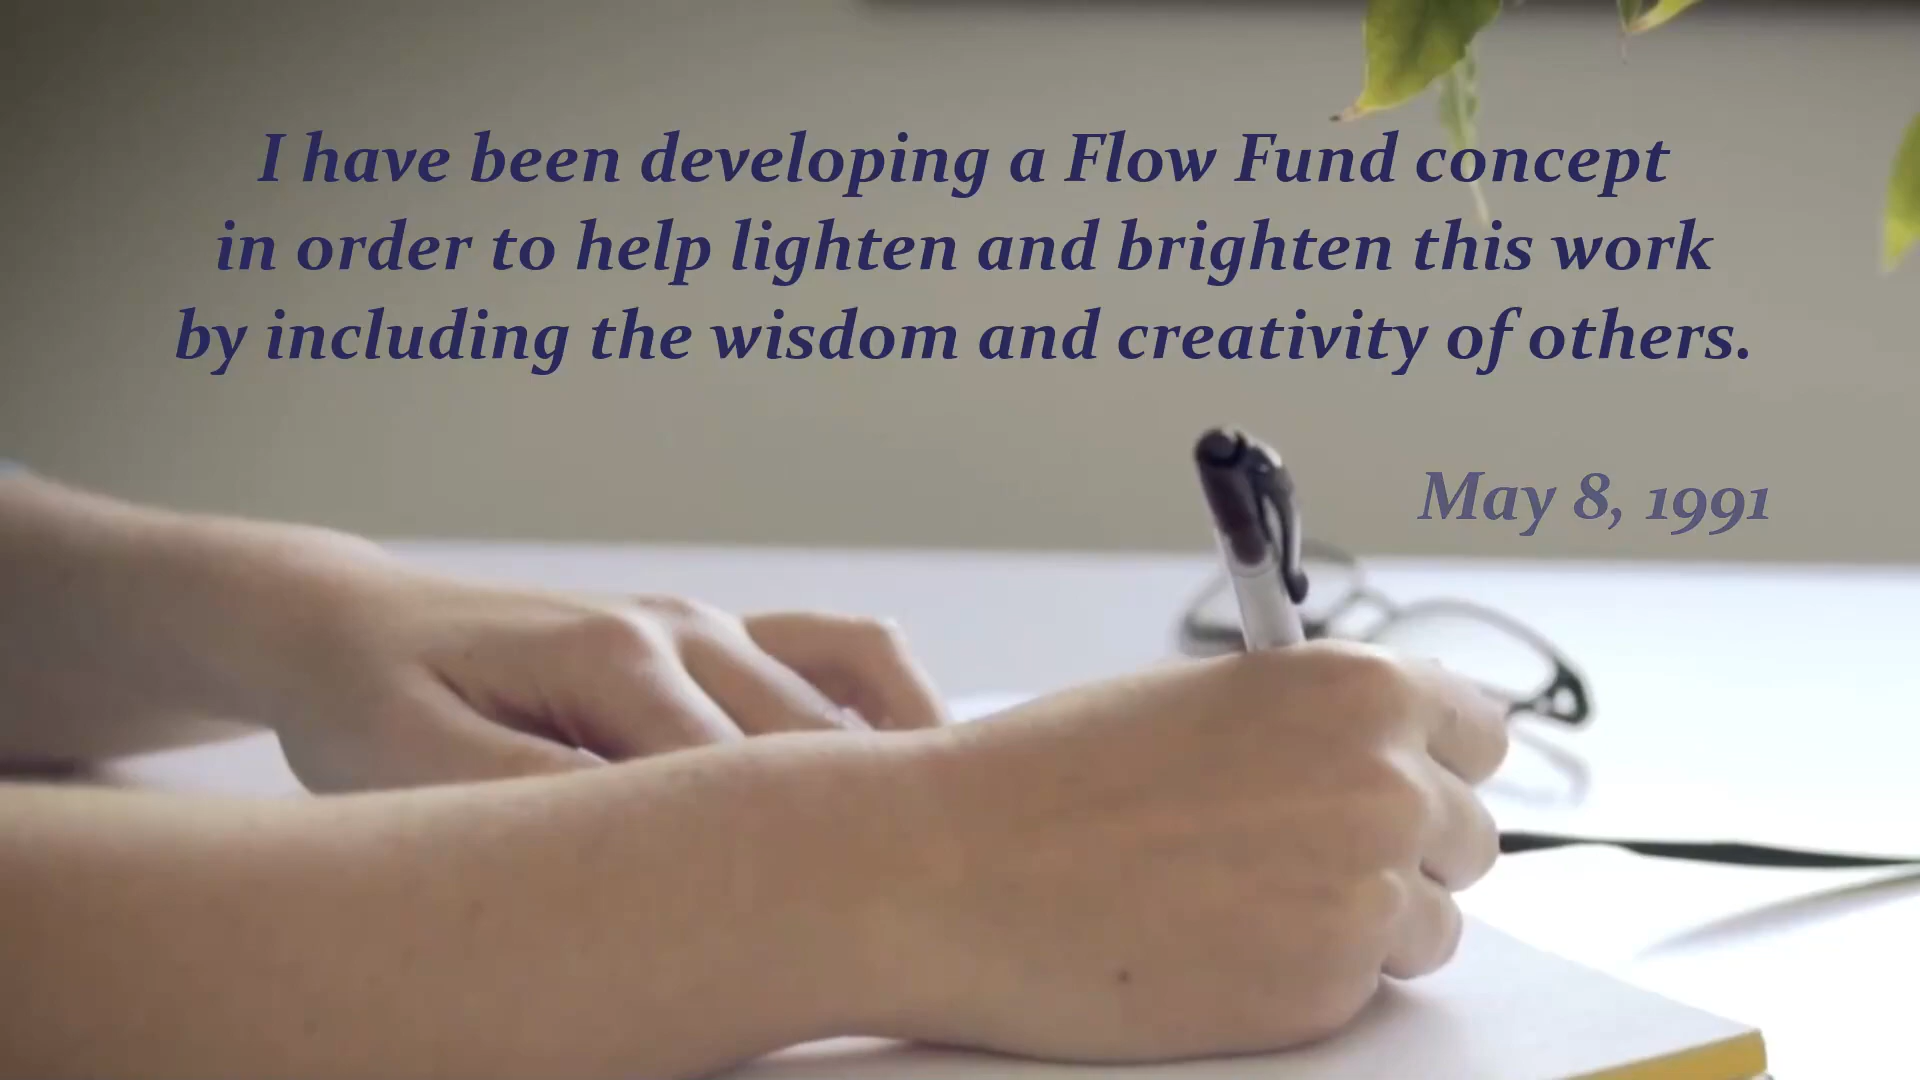 I have been developing a Flow Fund concept
in order to help lighten and brighten this work
by including the wisdom and creativity of others.
May 8, 1991